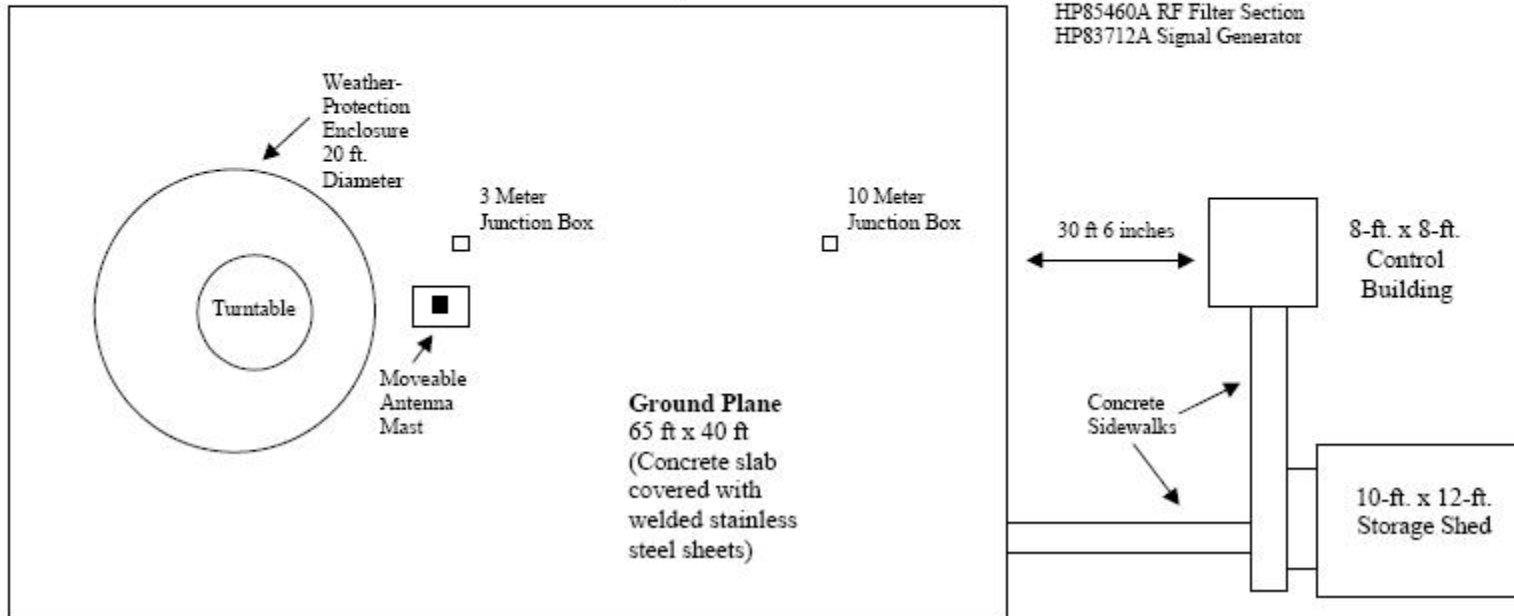 HP85460A RF Filter Section
HP83712A Signal Generator
Weather-
Protection
Enclosure
20 ft.
Diameter
3 Meter
Junction Box
10 Meter
Junction Box
30 ft 6 inches
8-ft. x 8-ft.
Control
Building
Turntable
Moveable
Antenna
Mast
Ground Plane
65 ft x 40 ft
(Concrete slab
covered with
welded stainless
steel sheets)
Concrete
Sidewalks
10-ft. x 12-ft.
Storage Shed